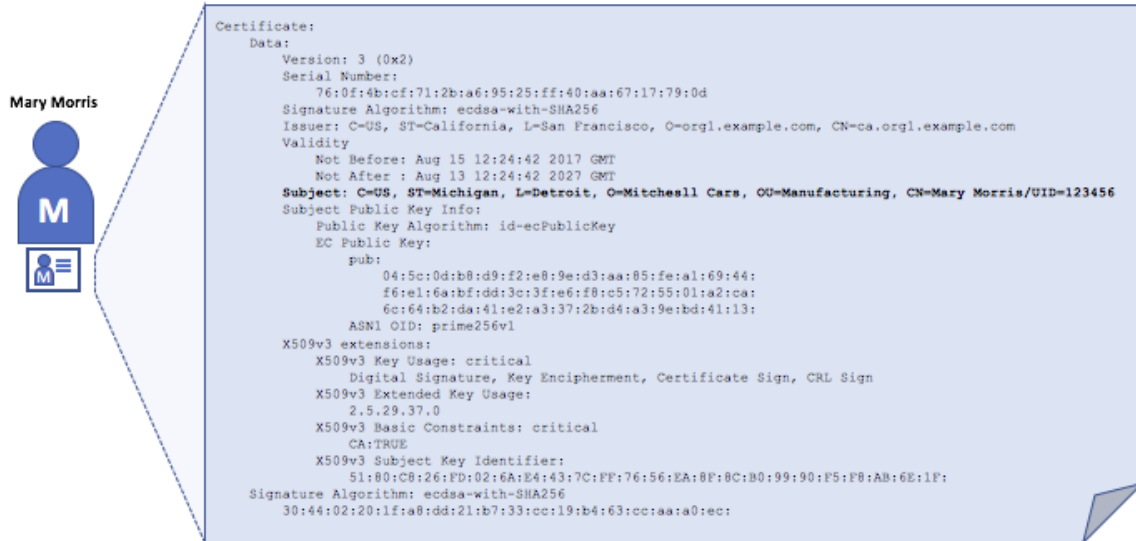 Mary Morris
M
M
Certificate:
Data:
Version: 3 (0x2)
Serial Number:
76:0f:4b:cf:71:2b:a6:95:25:ff:40:aa:67:17:79:0d
Signature Algorithm: ecdsa-with-SHA256
Issuer: C=US, ST=California, L=San Francisco, O=org1.example.com, CN=ca.org1.example.com
Validity
Not Before: Aug 15 12:24:42 2017 GMT
Not After : Aug 13 12:24:42 2027 GMT
Subject: C=US, ST=Michigan, L=Detroit, O=Mitchesll Cars, OU=Manufacturing, CN=Mary Morris/UID=123456
Subject Public Key Info:
Public Key Algorithm: id-ecPublicKey
EC Public Key:
pub:
04:5c:0d:b8:d9:f2:e8:9e:d3:aa:85:fe:a1:69:44:
f6:e1:6a:bf:dd:3c:3f:e6:f8:c5:72:55:01:a2:ca:
6c:64:b2:da:41:e2:a3:37:2b:d4:a3:9e:bd:41:13:
ASN1 OID: prime256v1
X509v3 extensions:
X509v3 Key Usage: critical
Digital Signature, Key Encipherment, Certificate Sign, CRL Sign
X509v3 Extended Key Usage:
2.5.29.37.0
X509v3 Basic Constraints: critical
CA:TRUE
X509v3 Subject Key Identifier:
51:80:C8:26:FD:02:6A:E4:43:7C:FF:76:56:EA:8F:8C:B0:99:90:F5:F8:AB:6E:1F:
Signature Algorithm: ecdsa-with-SHA256
30:44:02:20:1f:a8:dd:21:b7:33:cc:19:b4:63:cc:aa:a0:ec: